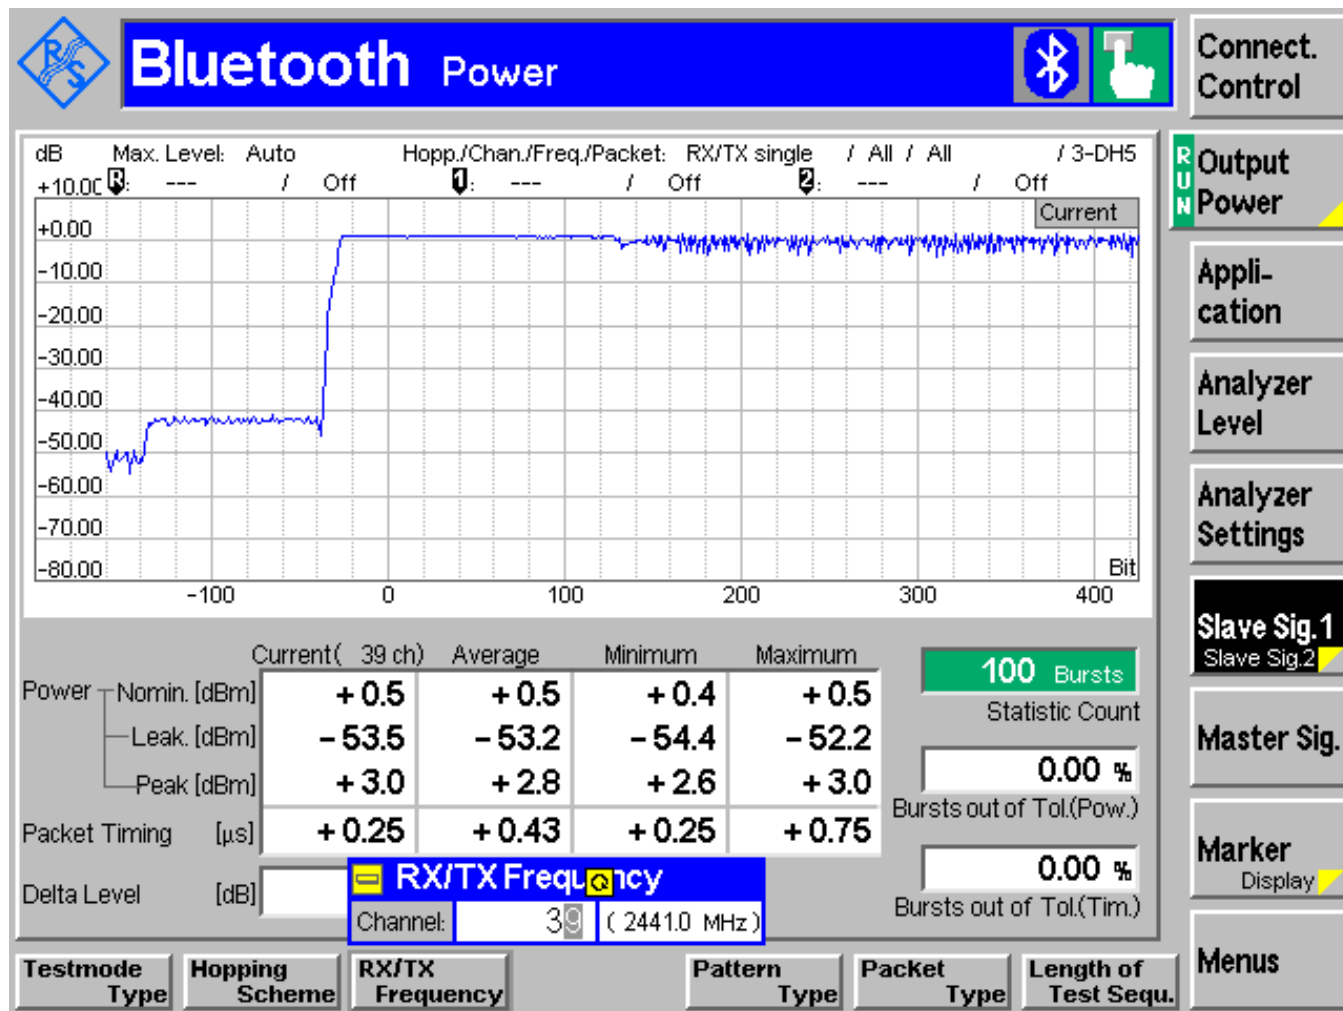 R&S
Bluetooth Power
Connect. Control
dB Max. Level: Auto Hopp./Chan./Freq./Packet: RX/TX single / All / All / 3-DH5
R: --- / Off 1: --- / Off 2: --- / Off
Current
+10.00
+0.00
-10.00
-20.00
-30.00
-40.00
-50.00
-60.00
-70.00
-80.00
Bit
-100 0 100 200 300 400
RUN
Output Power
Appli-
cation
Analyzer Level
Analyzer Settings
Slave Sig.1
Slave Sig.2
Master Sig.
Marker
Display
Menus
Current( 39 ch) Average Minimum Maximum
Power Nomin. [dBm] +0.5 +0.5 +0.4 +0.5
Leak. [dBm] -53.5 -53.2 -54.4 -52.2
Peak [dBm] +3.0 +2.8 +2.6 +3.0
Packet Timing [µs] +0.25 +0.43 +0.25 +0.75
Delta Level [dB]
100 Bursts
Statistic Count
0.00 %
Bursts out of Tol.(Pow.)
0.00 %
Bursts out of Tol.(Tim.)
RX/TX Frequency
Channel: 39 ( 2441.0 MHz )
Testmode Type
Hopping Scheme
RX/TX Frequency
Pattern Type
Packet Type
Length of Test Sequ.